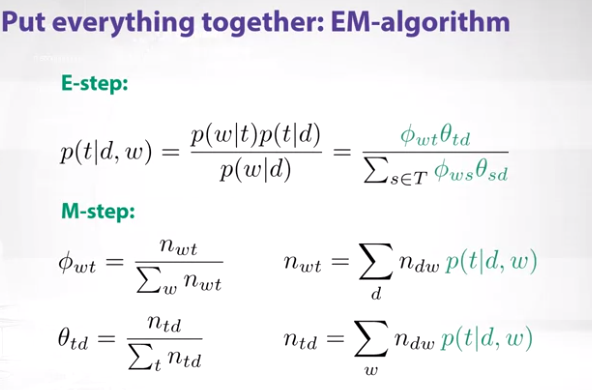 Put everything together: EM-algorithm
E-step:
p(t|d, w) = \frac{p(w|t)p(t|d)}{p(w|d)} = \frac{\phi_{wt}\theta_{td}}{\sum_{s \in T} \phi_{ws}\theta_{sd}}
M-step:
\phi_{wt} = \frac{n_{wt}}{\sum_w n_{wt}} n_{wt} = \sum_d n_{dw} p(t|d, w)
\theta_{td} = \frac{n_{td}}{\sum_t n_{td}} n_{td} = \sum_w n_{dw} p(t|d, w)